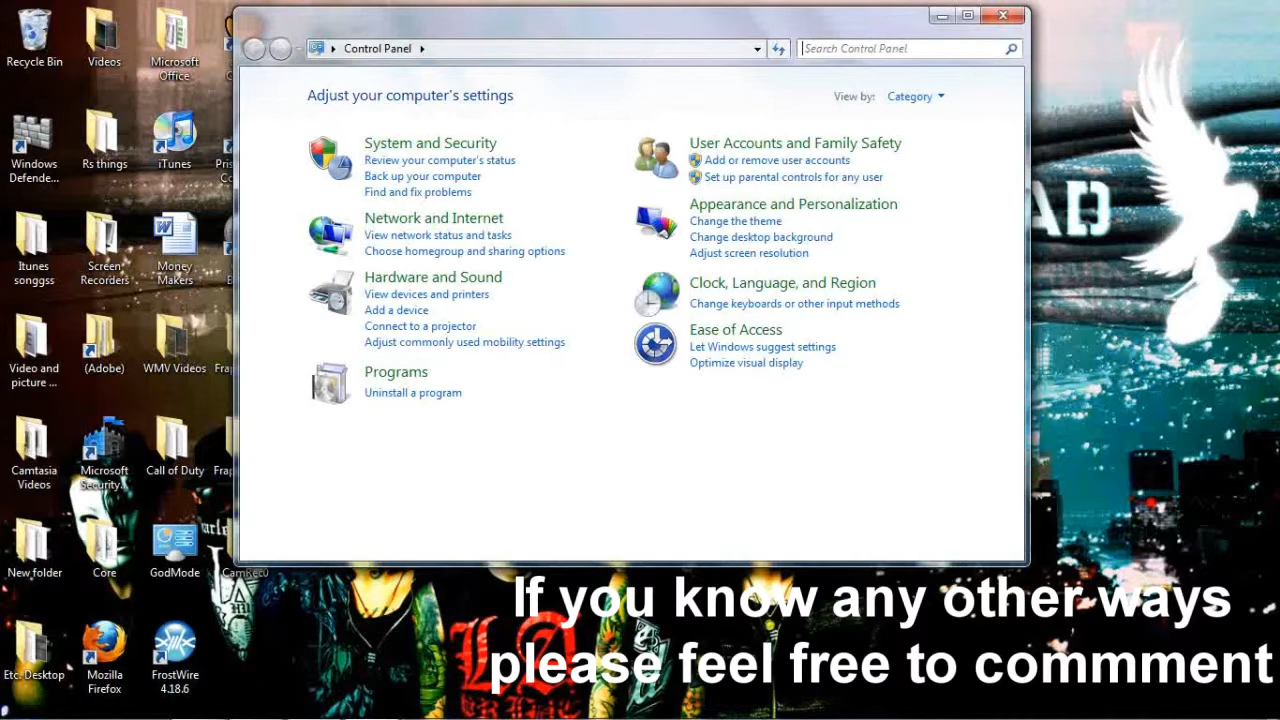 Recycle Bin
Videos
Microsoft
Office
Windows
Defende...
Rs things
iTunes
Itunes
songgss
Screen
Recorders
Money
Makers
Video and
picture ...
(Adobe)
WMV Videos
Camtasia
Videos
Microsoft
Security...
Call of Duty
New folder
Core
GodMode
Etc. Desktop
Mozilla
Firefox
FrostWire
4.18.6
Control Panel
Search Control Panel
Adjust your computer's settings
View by: Category
System and Security
Review your computer's status
Back up your computer
Find and fix problems
Network and Internet
View network status and tasks
Choose homegroup and sharing options
Hardware and Sound
View devices and printers
Add a device
Connect to a projector
Adjust commonly used mobility settings
Programs
Uninstall a program
User Accounts and Family Safety
Add or remove user accounts
Set up parental controls for any user
Appearance and Personalization
Change the theme
Change desktop background
Adjust screen resolution
Clock, Language, and Region
Change keyboards or other input methods
Ease of Access
Let Windows suggest settings
Optimize visual display
If you know any other ways
please feel free to commment